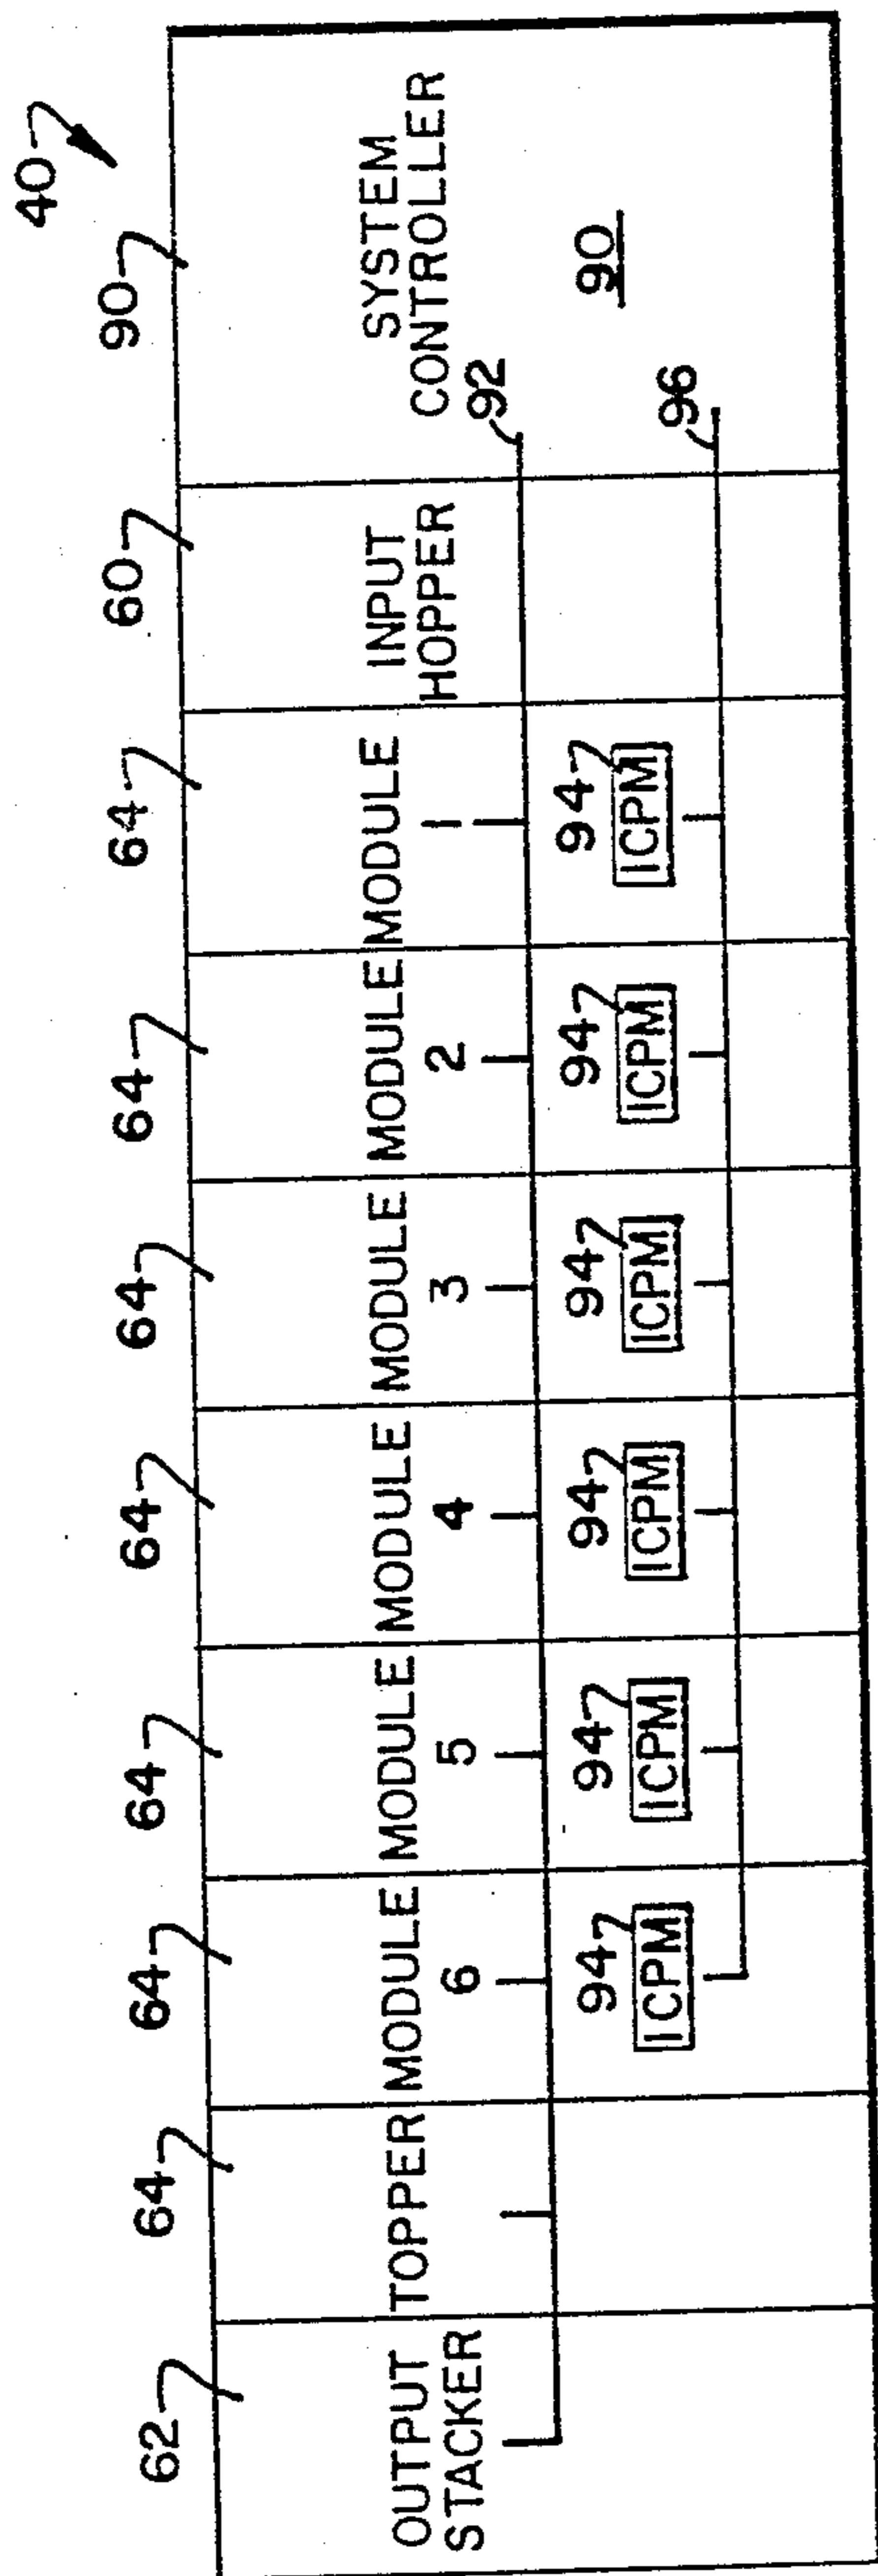 40
62 64 64 64 64 64 64 64 60 90
OUTPUT STACKER
TOPPER
MODULE 6
MODULE 5
MODULE 4
MODULE 3
MODULE 2
MODULE 1
INPUT HOPPER
SYSTEM CONTROLLER
92
94 94 94 94 94 94 90
ICPM ICPM ICPM ICPM ICPM ICPM
96